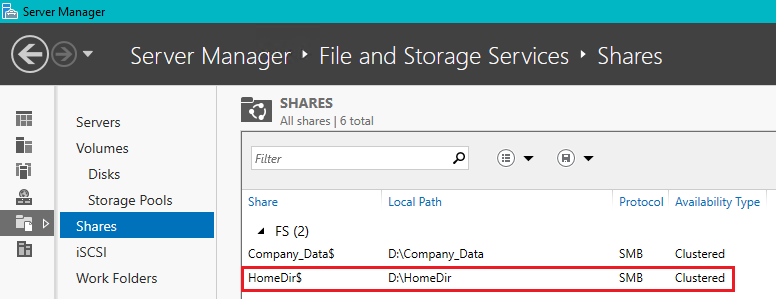 Server Manager
Server Manager ‣ File and Storage Services ‣ Shares
Servers
Volumes
Disks
Storage Pools
Shares
iSCSI
Work Folders
SHARES
All shares | 6 total
Filter
Share Local Path Protocol Availability Type
FS (2)
Company_Data$ D:\Company_Data SMB Clustered
HomeDir$ D:\HomeDir SMB Clustered